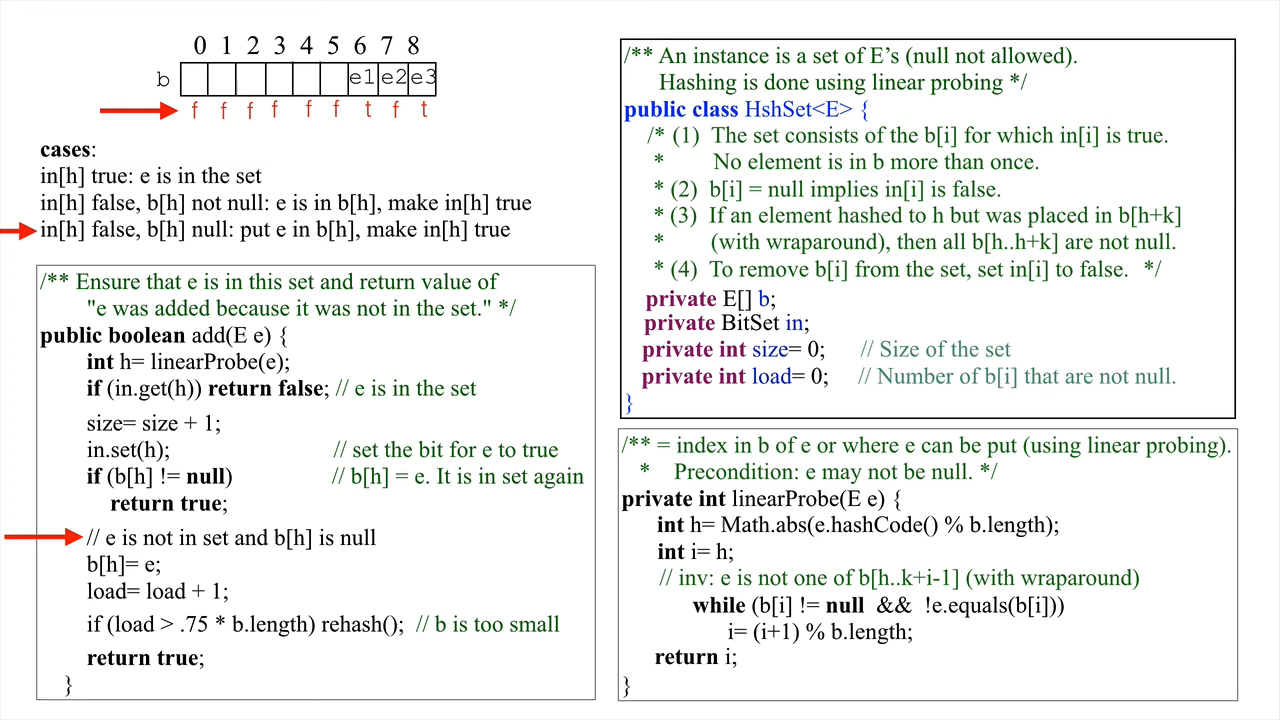 0 1 2 3 4 5 6 7 8
b e1 e2 e3
f f f f f f t f t
cases:
in[h] true: e is in the set
in[h] false, b[h] not null: e is in b[h], make in[h] true
in[h] false, b[h] null: put e in b[h], make in[h] true
/** Ensure that e is in this set and return value of
"e was added because it was not in the set." */
public boolean add(E e) {
int h= linearProbe(e);
if (in.get(h)) return false; // e is in the set
size= size + 1;
in.set(h); // set the bit for e to true
if (b[h] != null) // b[h] = e. It is in set again
return true;
// e is not in set and b[h] is null
b[h]= e;
load= load + 1;
if (load > .75 * b.length) rehash(); // b is too small
return true;
}
/** An instance is a set of E’s (null not allowed).
Hashing is done using linear probing */
public class HshSet<E> {
/* (1) The set consists of the b[i] for which in[i] is true.
* No element is in b more than once.
* (2) b[i] = null implies in[i] is false.
* (3) If an element hashed to h but was placed in b[h+k]
* (with wraparound), then all b[h..h+k] are not null.
* (4) To remove b[i] from the set, set in[i] to false. */
private E[] b;
private BitSet in;
private int size= 0; // Size of the set
private int load= 0; // Number of b[i] that are not null.
}
/** = index in b of e or where e can be put (using linear probing).
* Precondition: e may not be null. */
private int linearProbe(E e) {
int h= Math.abs(e.hashCode() % b.length);
int i= h;
// inv: e is not one of b[h..k+i-1] (with wraparound)
while (b[i] != null && !e.equals(b[i]))
i= (i+1) % b.length;
return i;
}